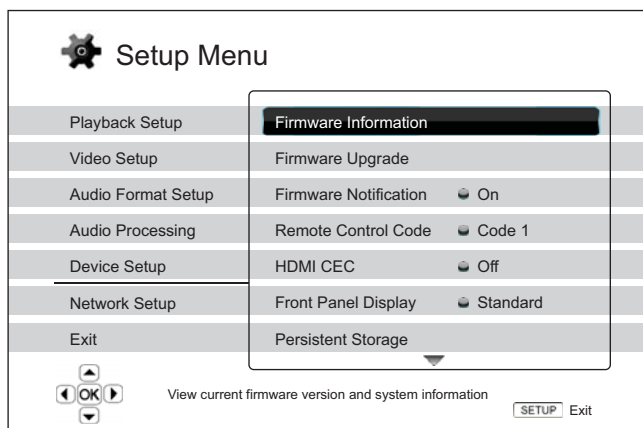 Setup Menu
Playback Setup
Video Setup
Audio Format Setup
Audio Processing
Device Setup
Network Setup
Exit
Firmware Information
Firmware Upgrade
Firmware Notification On
Remote Control Code Code 1
HDMI CEC Off
Front Panel Display Standard
Persistent Storage
OK
View current firmware version and system information
SETUP Exit